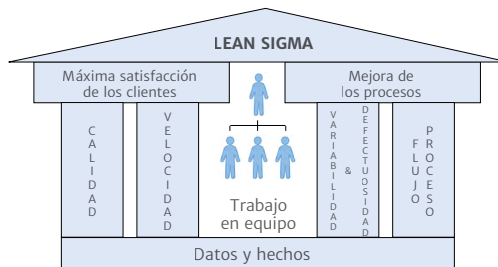 LEAN SIGMA
Máxima satisfacción
de los clientes
Mejora de
los procesos
CALIDAD
VELOCIDAD
Trabajo
en equipo
VARIABILIDAD
&
DEFECTUOSIDAD
FLUJO
PROCESO
Datos y hechos